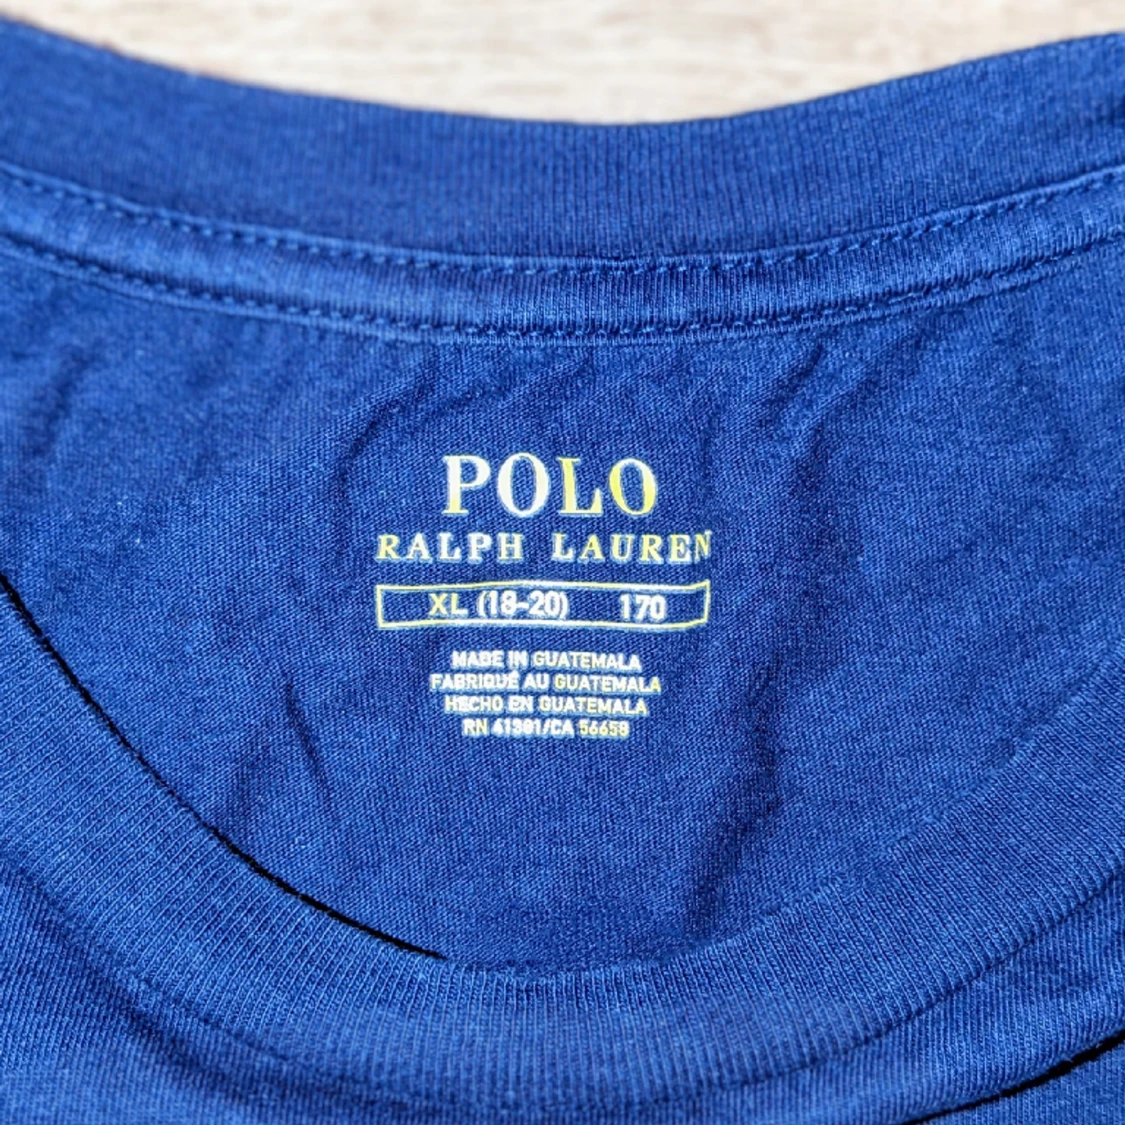 POLO
RALPH LAUREN
XL (18-20) 170
MADE IN GUATEMALA
FABRIQUÉ AU GUATEMALA
HECHO EN GUATEMALA
RN 41381/CA 56658